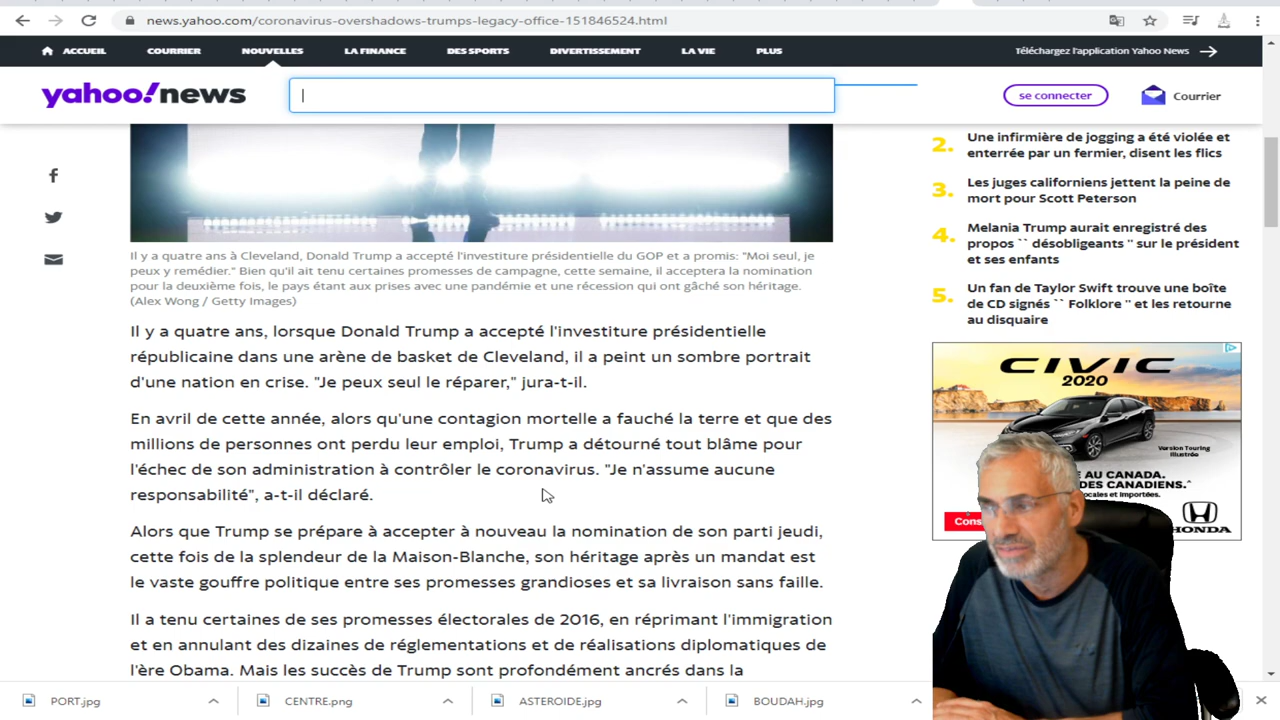 news.yahoo.com/coronavirus-overshadows-trumps-legacy-office-151846524.html
ACCUEIL COURRIER NOUVELLES LA FINANCE DES SPORTS DIVERTISSEMENT LA VIE PLUS Téléchargez l'application Yahoo News
yahoo!news se connecter Courrier
Il y a quatre ans à Cleveland, Donald Trump a accepté l'investiture présidentielle du GOP et a promis: "Moi seul, je
peux y remédier." Bien qu'il ait tenu certaines promesses de campagne, cette semaine, il acceptera la nomination
pour la deuxième fois, le pays étant aux prises avec une pandémie et une récession qui ont gâché son héritage.
(Alex Wong / Getty Images)
Il y a quatre ans, lorsque Donald Trump a accepté l'investiture présidentielle
républicaine dans une arène de basket de Cleveland, il a peint un sombre portrait
d'une nation en crise. "Je peux seul le réparer," jura-t-il.
En avril de cette année, alors qu'une contagion mortelle a fauché la terre et que des
millions de personnes ont perdu leur emploi, Trump a détourné tout blâme pour
l'échec de son administration à contrôler le coronavirus. "Je n'assume aucune
responsabilité", a-t-il déclaré.
Alors que Trump se prépare à accepter à nouveau la nomination de son parti jeudi,
cette fois de la splendeur de la Maison-Blanche, son héritage après un mandat est
le vaste gouffre politique entre ses promesses grandioses et sa livraison sans faille.
Il a tenu certaines de ses promesses électorales de 2016, en réprimant l'immigration
et en annulant des dizaines de réglementations et de réalisations diplomatiques de
l'ère Obama. Mais les succès de Trump sont profondément ancrés dans la
2. Une infirmière de jogging a été violée et
enterrée par un fermier, disent les flics
3. Les juges californiens jettent la peine de
mort pour Scott Peterson
4. Melania Trump aurait enregistré des
propos `` désobligeants '' sur le président
et ses enfants
5. Un fan de Taylor Swift trouve une boîte
de CD signés `` Folklore '' et les retourne
au disquaire
CIVIC
2020
Version Touring
illustrée
E AU CANADA.
DES CANADIENS.^
locales et importées.
Cons
HONDA
PORT.jpg CENTRE.png ASTEROIDE.jpg BOUDAH.jpg